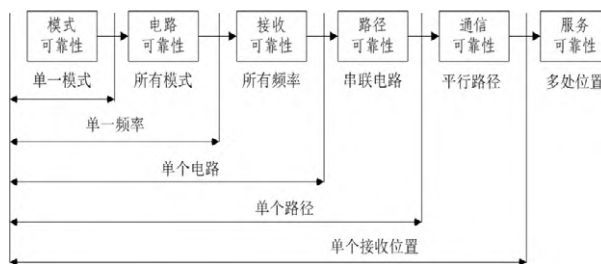 模式 电路 接收 路径 通信 服务
可靠性 可靠性 可靠性 可靠性 可靠性 可靠性
单一模式 所有模式 所有频率 串联电路 平行路径 多处位置
单一频率
单个电路
单个路径
单个接收位置